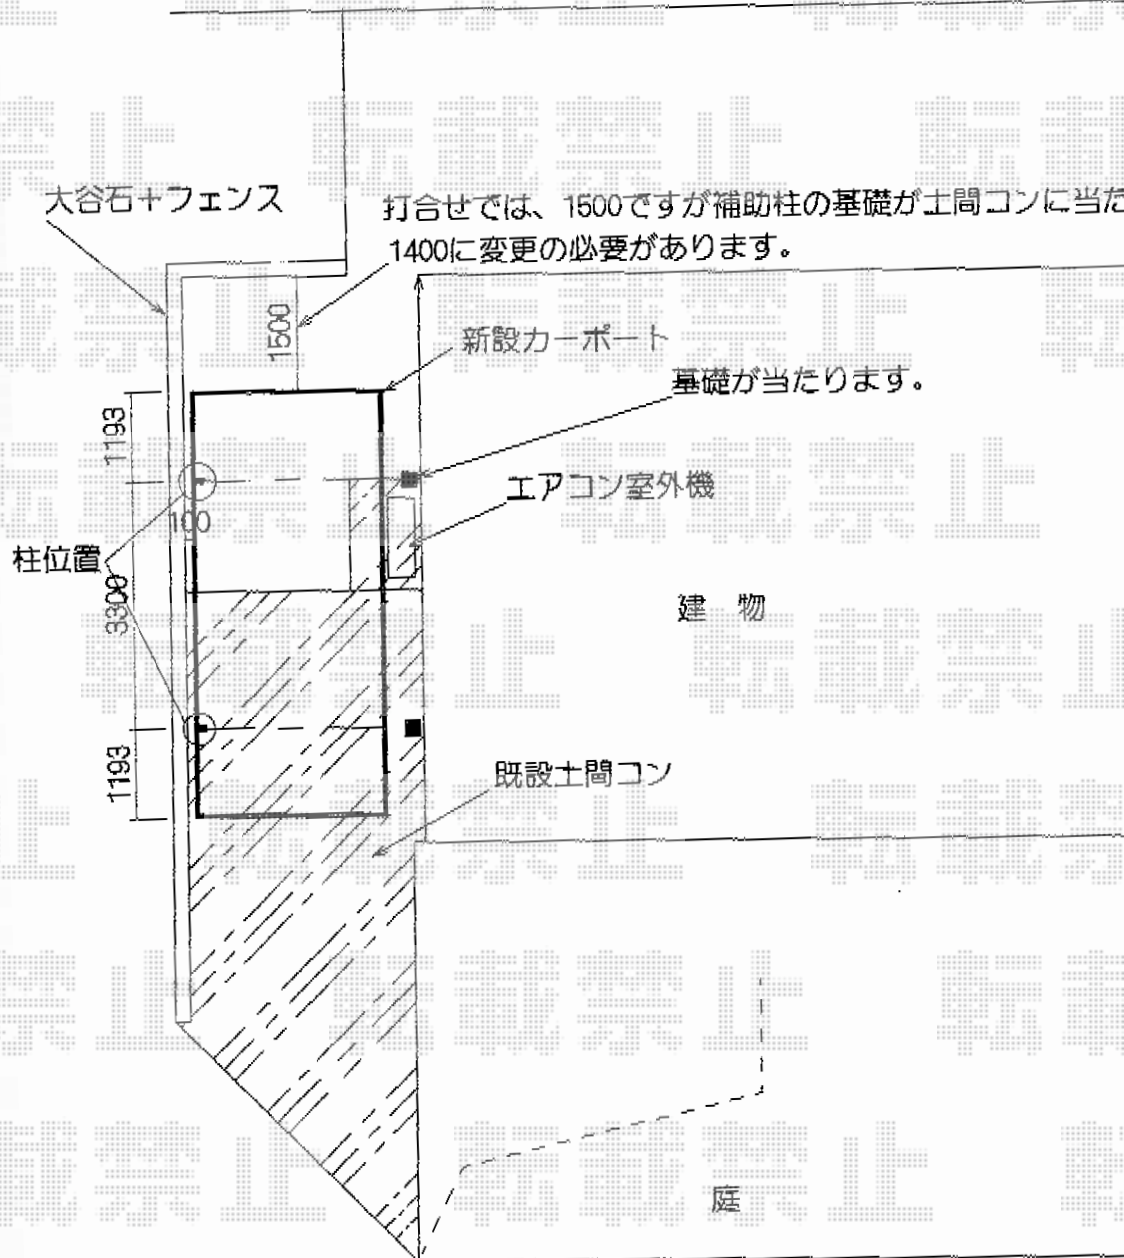 大谷石+フェンス
打合せでは、1500ですが補助柱の基礎が土間コンに当た
1400に変更の必要があります。
1500
新設カーポート
基礎が当たります。
1193
エアコン室外機
100
柱位置
3300
建 物
1193
既設土間コン
庭
転載禁止